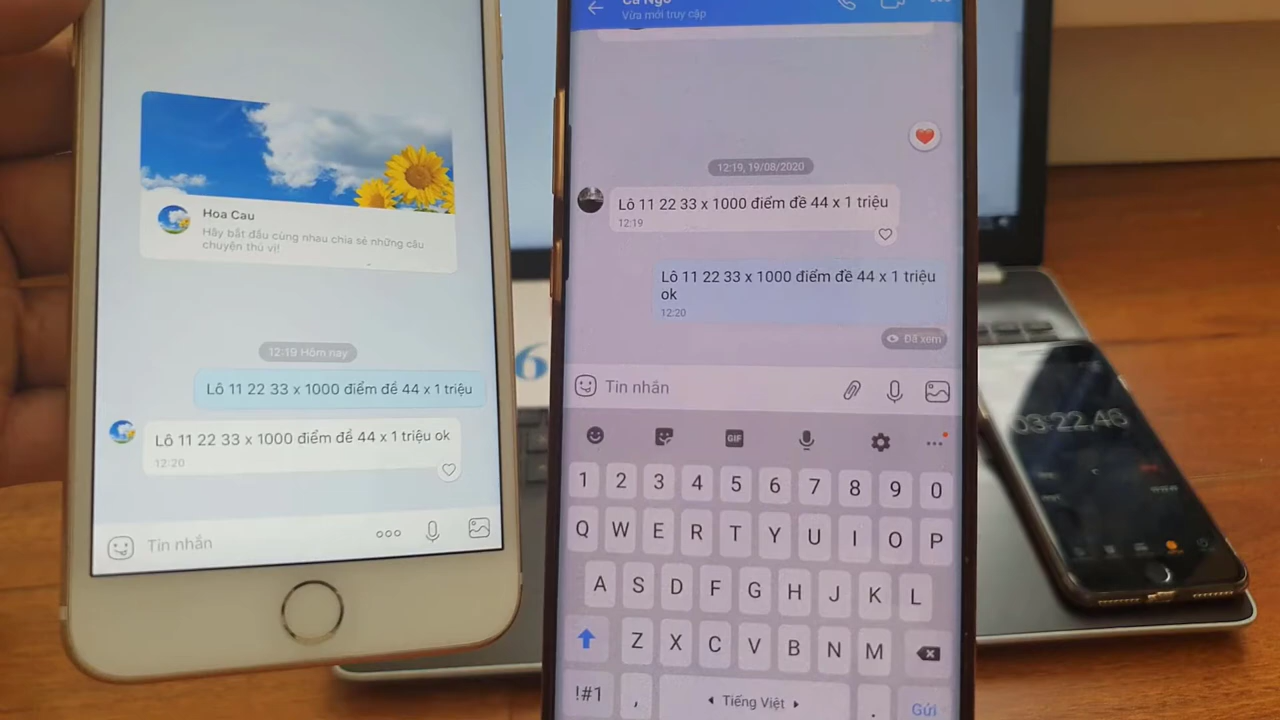 Hoa Cau
Hãy bắt đầu cùng nhau chia sẻ những câu
chuyện thú vị!
12:19 Hôm nay
Lô 11 22 33 x 1000 điểm đề 44 x 1 triệu
Lô 11 22 33 x 1000 điểm đề 44 x 1 triệu ok
12:20
Tin nhắn
Vừa mới truy cập
12:19, 19/08/2020
Lô 11 22 33 x 1000 điểm đề 44 x 1 triệu
12:19
Lô 11 22 33 x 1000 điểm đề 44 x 1 triệu
ok
12:20
Đã xem
Tin nhắn
GIF
1 2 3 4 5 6 7 8 9 0
Q W E R T Y U I O P
A S D F G H J K L
Z X C V B N M
!#1 , Tiếng Việt . Gửi
6
03:22,46